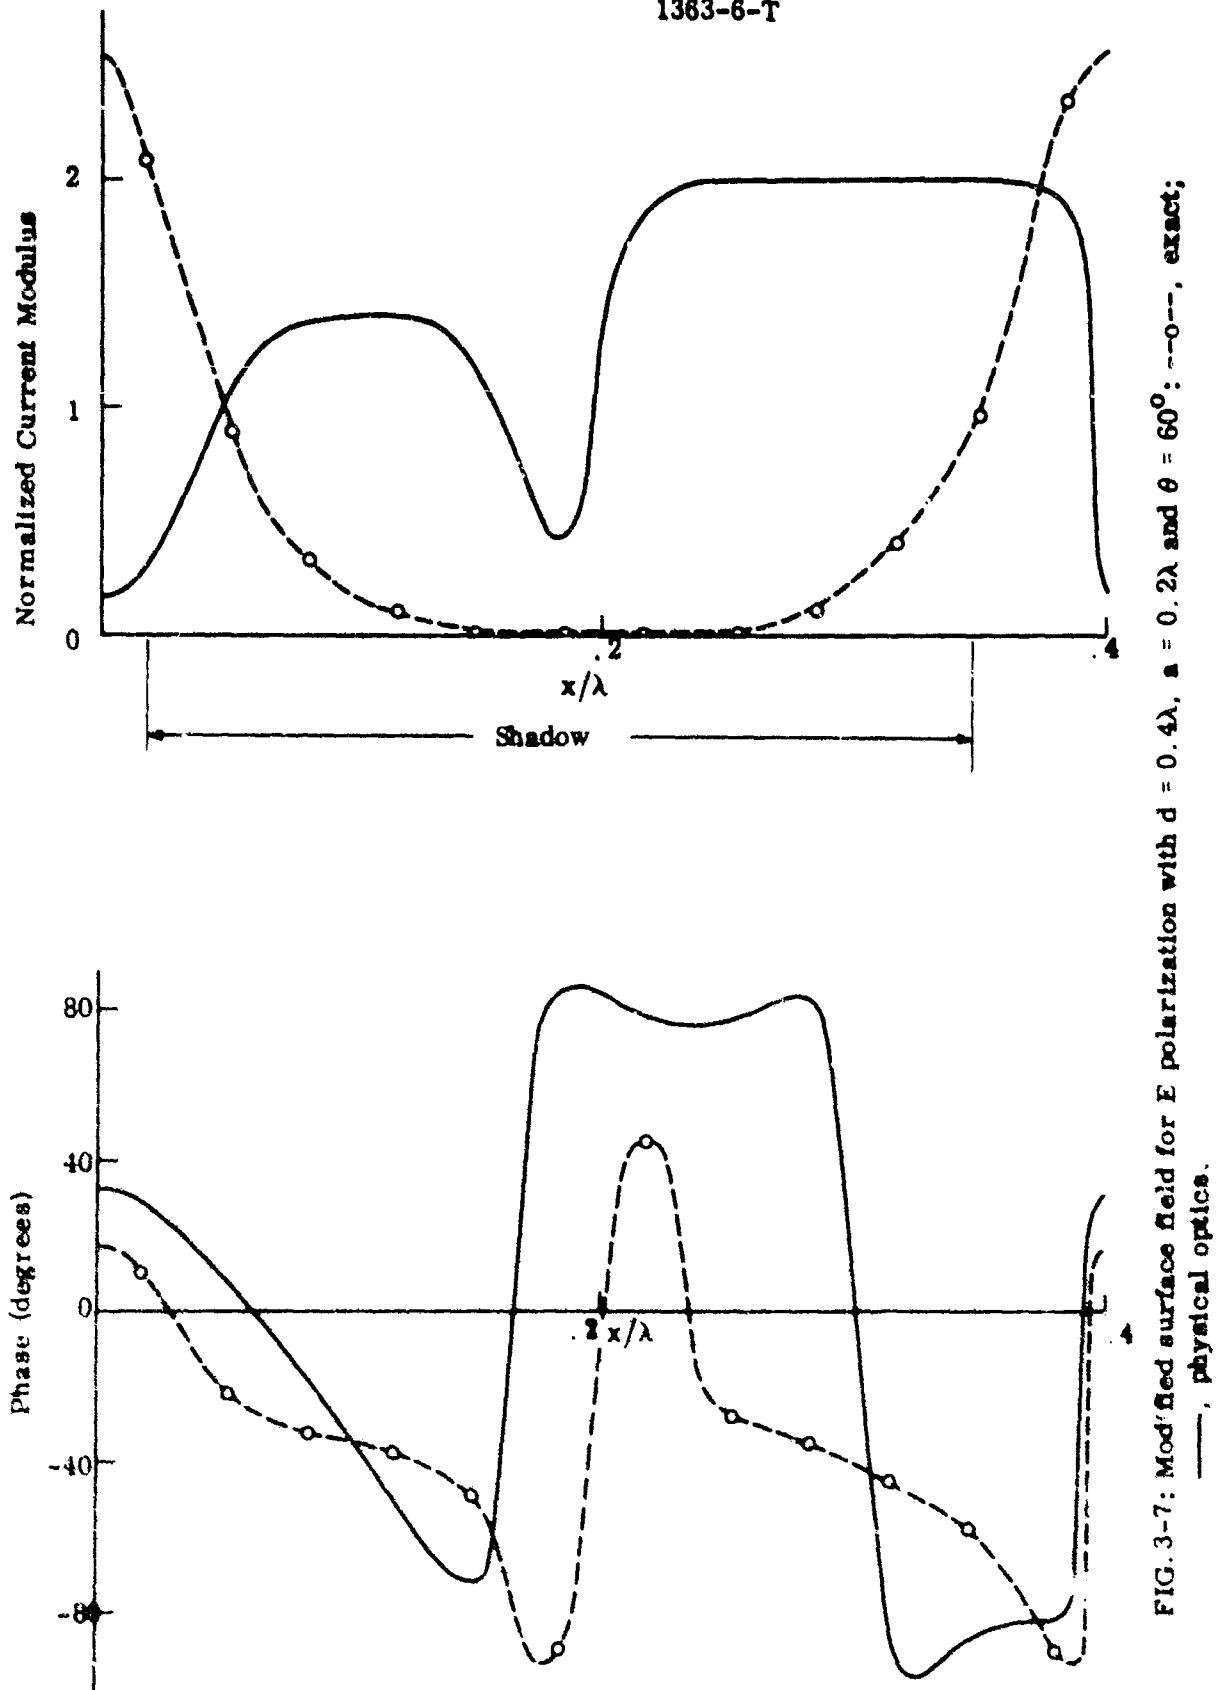 1363-6-T
Normalized Current Modulus
2
1
0
.2
.4
x/λ
Shadow
Phase (degrees)
80
40
0
-40
-80
.2
x/λ
.4
FIG. 3-7: Modified surface field for E polarization with d = 0.4λ, a = 0.2λ and θ = 60°: --o--, exact;
——, physical optics.